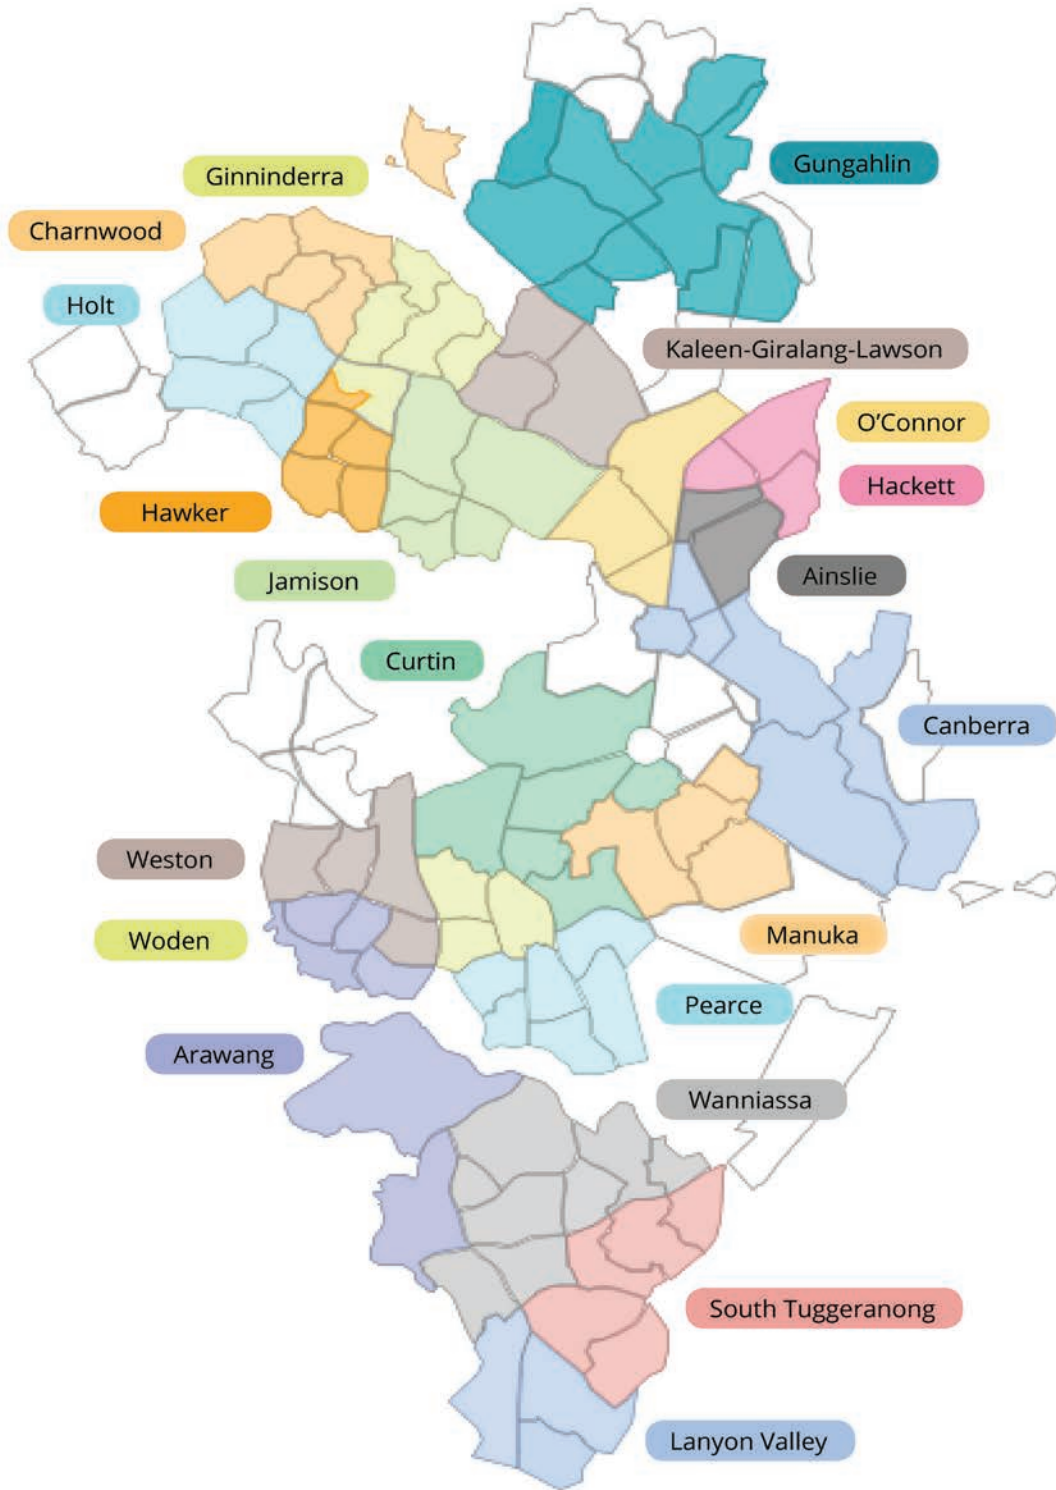 Gungahlin
Ginninderra
Charnwood
Holt
Kaleen-Giralang-Lawson
O'Connor
Hackett
Hawker
Ainslie
Jamison
Curtin
Canberra
Weston
Manuka
Woden
Pearce
Arawang
Wanniassa
South Tuggeranong
Lanyon Valley